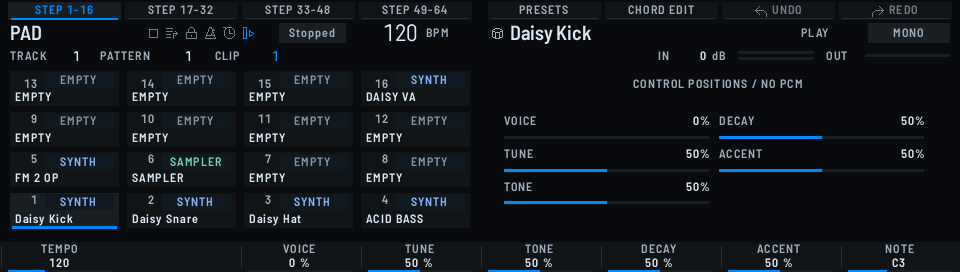 STEP 1-16 STEP 17-32 STEP 33-48 STEP 49-64 PRESETS CHORD EDIT UNDO REDO
PAD Stopped 120 BPM Daisy Kick PLAY MONO
TRACK 1 PATTERN 1 CLIP 1 IN 0 dB OUT
CONTROL POSITIONS / NO PCM
13 EMPTY 14 EMPTY 15 EMPTY 16 SYNTH
EMPTY EMPTY EMPTY DAISY VA
9 EMPTY 10 EMPTY 11 EMPTY 12 EMPTY
EMPTY EMPTY EMPTY EMPTY
5 SYNTH 6 SAMPLER 7 EMPTY 8 EMPTY
FM 2 OP SAMPLER EMPTY EMPTY
1 SYNTH 2 SYNTH 3 SYNTH 4 SYNTH
Daisy Kick Daisy Snare Daisy Hat ACID BASS
VOICE 0% DECAY 50%
TUNE 50% ACCENT 50%
TONE 50%
TEMPO VOICE TUNE TONE DECAY ACCENT NOTE
120 0 % 50 % 50 % 50 % 50 % C3